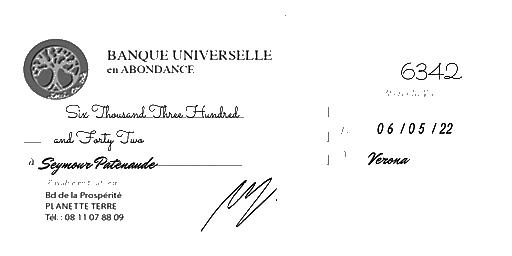 BANQUE UNIVERSELLE
en ABONDANCE
6342
Six Thousand Three Hundred
and Forty Two
06/05/22
à Seymour Patenaude
Verona
Bd de la Prospérité
PLANETTE TERRE
Tél. : 08 11 07 88 09